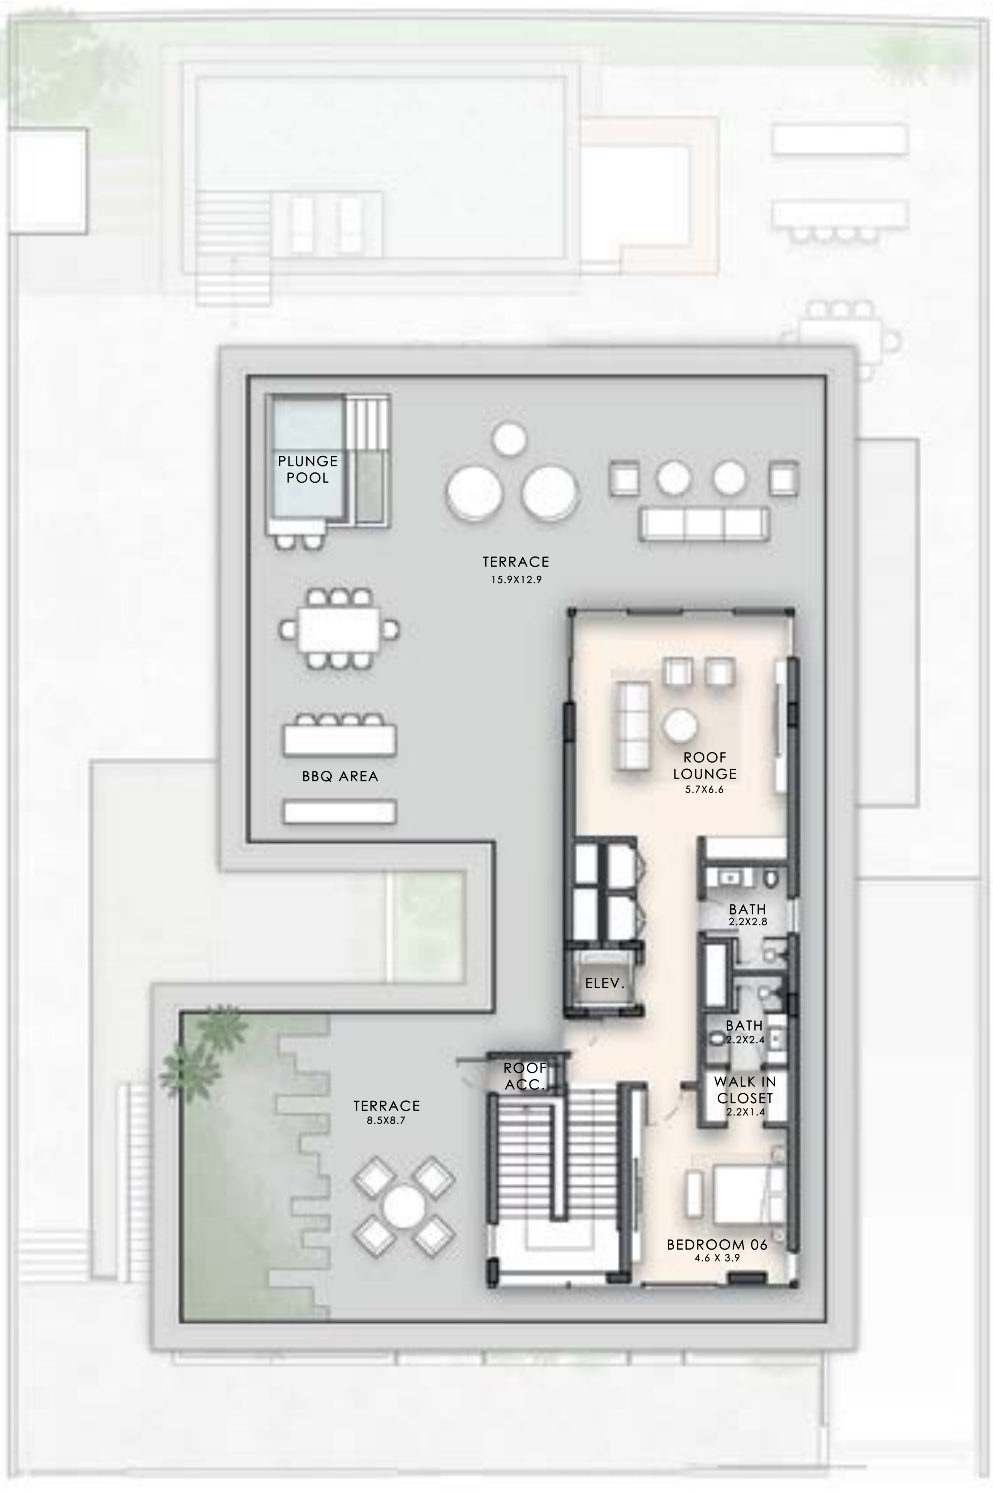 PLUNGE
POOL
TERRACE
15.9X12.9
BBQ AREA
ROOF
LOUNGE
5.7X6.6
BATH
2.2X2.8
ELEV.
BATH
2.2X2.4
ROOF
ACC.
WALK IN
CLOSET
2.2X1.4
TERRACE
8.5X8.7
BEDROOM 06
4.6 X 3.9